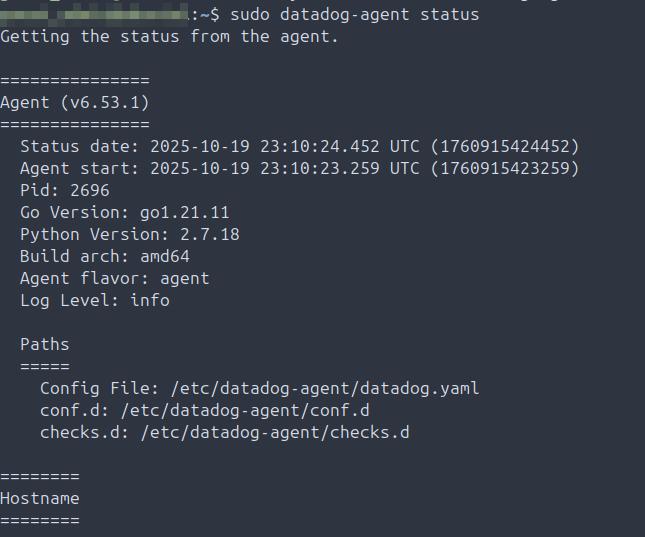 :~$ sudo datadog-agent status
Getting the status from the agent.
===============
Agent (v6.53.1)
===============
Status date: 2025-10-19 23:10:24.452 UTC (1760915424452)
Agent start: 2025-10-19 23:10:23.259 UTC (1760915423259)
Pid: 2696
Go Version: go1.21.11
Python Version: 2.7.18
Build arch: amd64
Agent flavor: agent
Log Level: info
Paths
=====
Config File: /etc/datadog-agent/datadog.yaml
conf.d: /etc/datadog-agent/conf.d
checks.d: /etc/datadog-agent/checks.d
========
Hostname
========